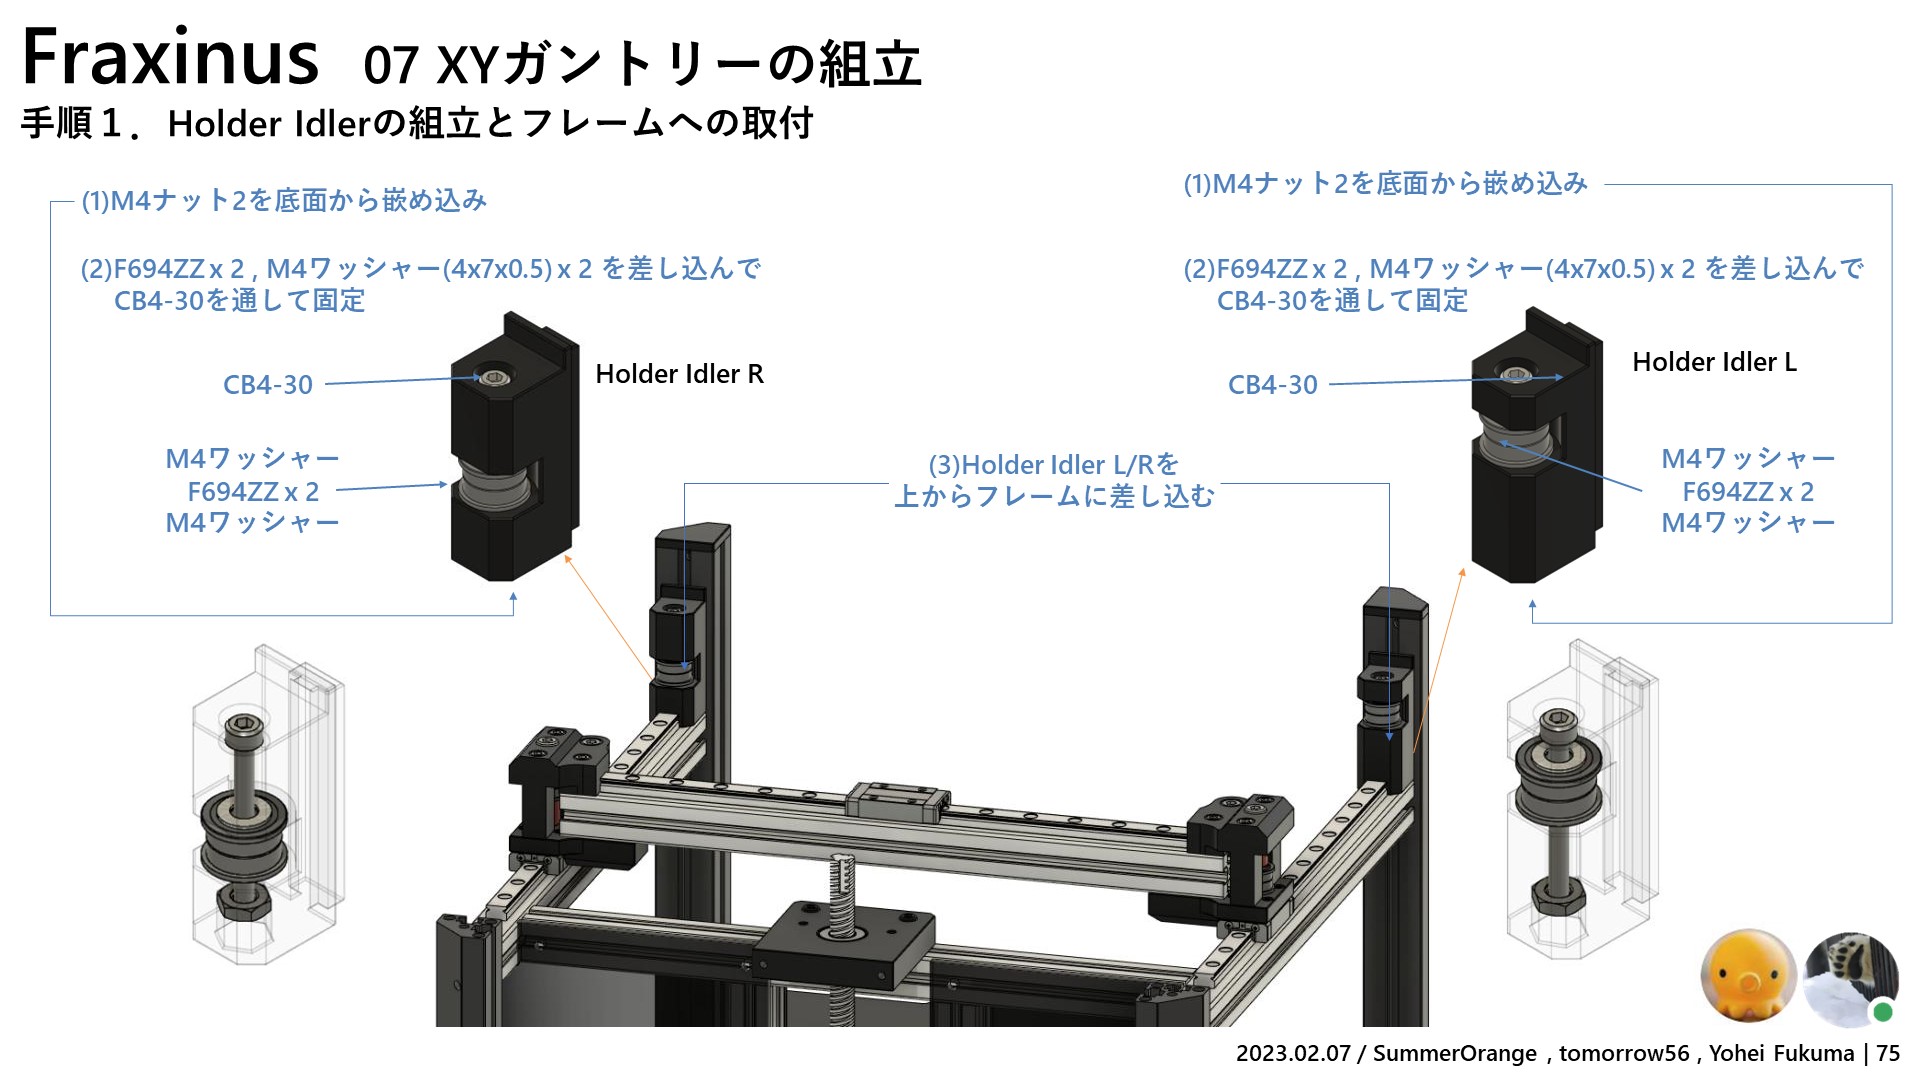 Fraxinus 07 XYガントリーの組立
手順１．Holder Idlerの組立とフレームへの取付
(1)M4ナット2を底面から嵌め込み
(2)F694ZZ x 2 , M4ワッシャー(4x7x0.5) x 2 を差し込んで
CB4-30を通して固定
CB4-30
Holder Idler R
M4ワッシャー
F694ZZ x 2
M4ワッシャー
(3)Holder Idler L/Rを
上からフレームに差し込む
(1)M4ナット2を底面から嵌め込み
(2)F694ZZ x 2 , M4ワッシャー(4x7x0.5) x 2 を差し込んで
CB4-30を通して固定
CB4-30
Holder Idler L
M4ワッシャー
F694ZZ x 2
M4ワッシャー
2023.02.07 / SummerOrange , tomorrow56 , Yohei Fukuma | 75